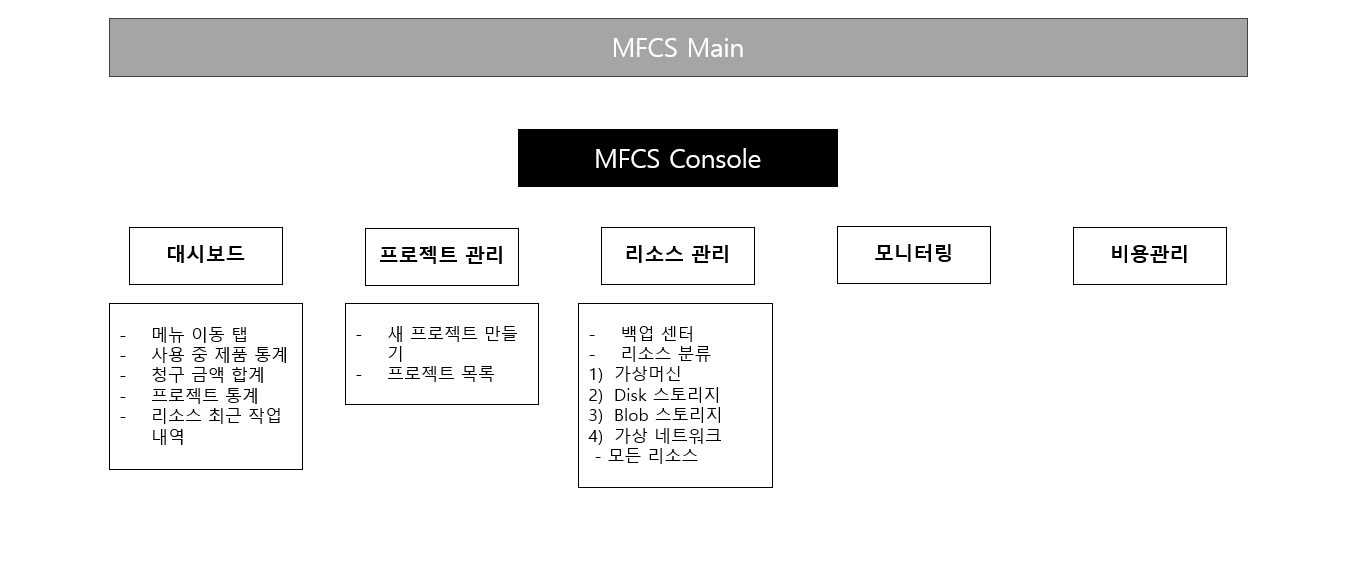 MFCS Main
MFCS Console
대시보드
프로젝트 관리
리소스 관리
모니터링
비용관리
- 메뉴 이동 탭
- 사용 중 제품 통계
- 청구 금액 합계
- 프로젝트 통계
- 리소스 최근 작업
내역
- 새 프로젝트 만들
기
- 프로젝트 목록
- 백업 센터
- 리소스 분류
1) 가상머신
2) Disk 스토리지
3) Blob 스토리지
4) 가상 네트워크
- 모든 리소스